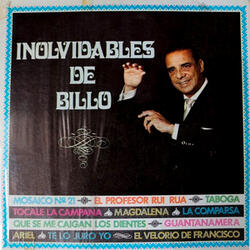 INOLVIDABLES
DE
BILLO
MOSAICO Nº 21 - EL PROFESOR RUI RUA - TABOGA
TOCALE LA CAMPANA MAGDALENA LA COMPARSA
QUE SE ME CAIGAN LOS DIENTES - GUANTANAMERA
ARIEL - TE LO JURO YO EL VELORIO DE FRANCISCO